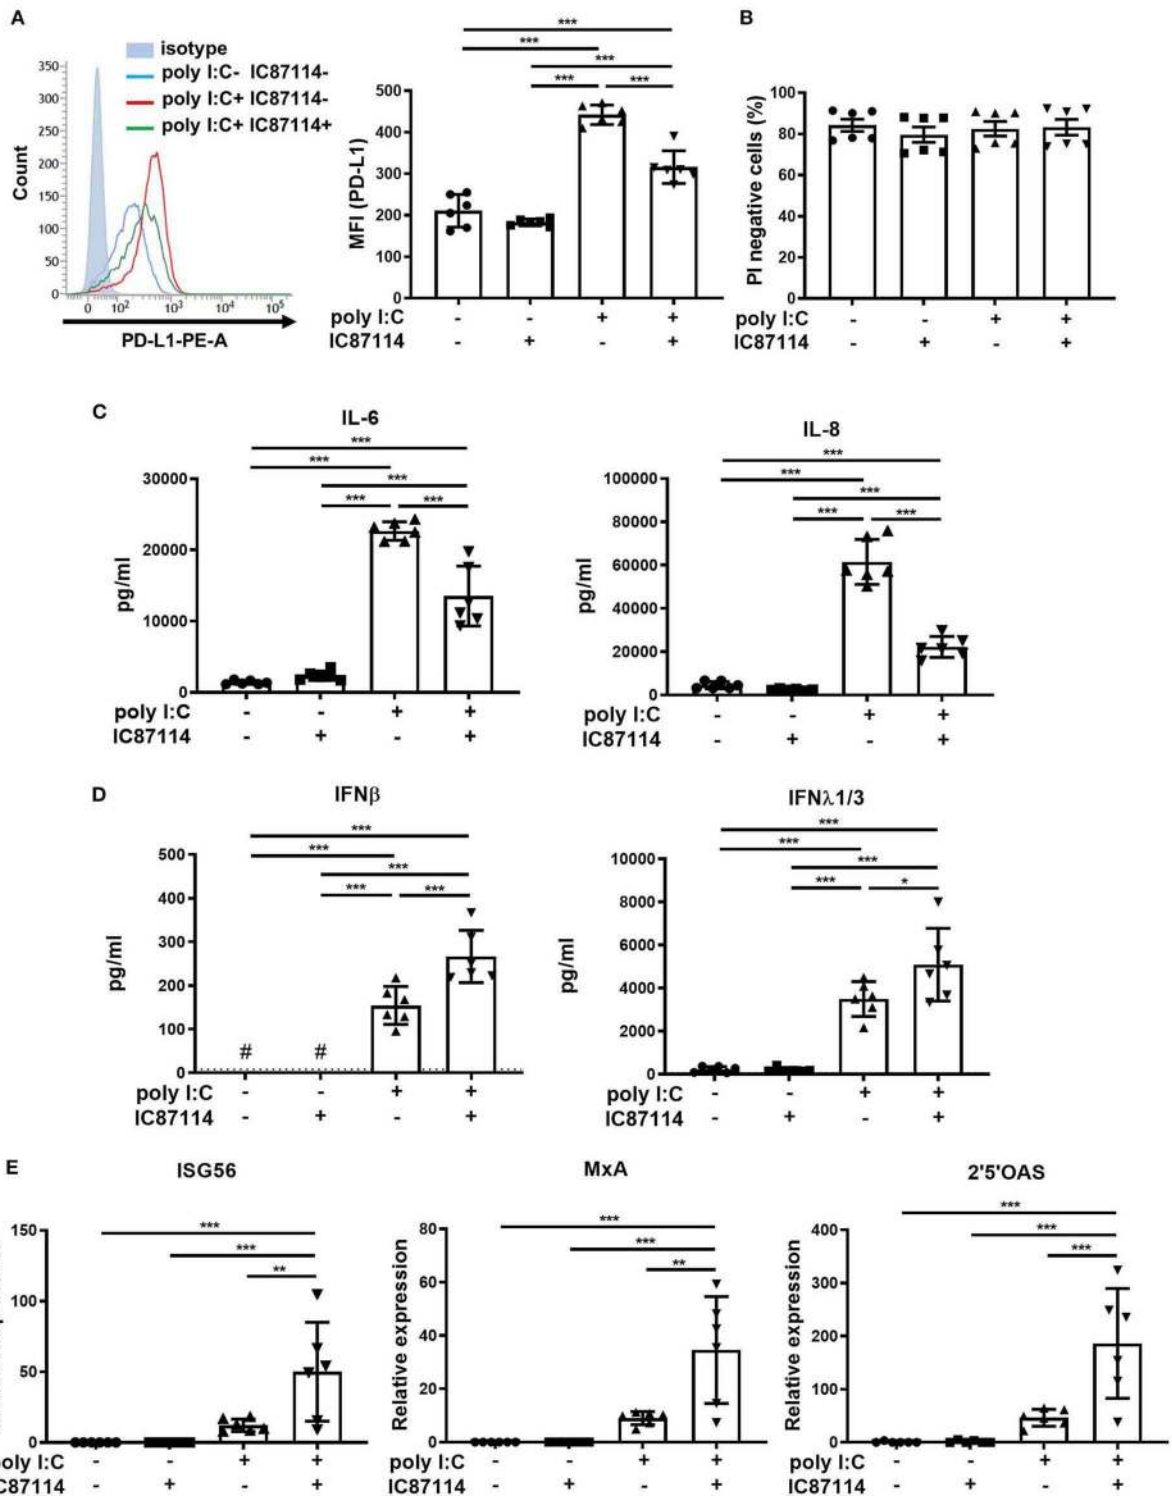 A
isotype
poly I:C- IC87114-
poly I:C+ IC87114-
poly I:C+ IC87114+
350
300
250
200
150
100
50
0
Count
0 10² 10³ 10⁴ 10⁵
PD-L1-PE-A
***
***
***
*** ***
500
400
300
200
100
0
MFI (PD-L1)
poly I:C - - + +
IC87114 - + - +
B
100
80
60
40
20
0
PI negative cells (%)
poly I:C - - + +
IC87114 - + - +
C
IL-6
***
***
***
*** ***
30000
20000
10000
0
pg/ml
poly I:C - - + +
IC87114 - + - +
IL-8
***
***
***
*** ***
100000
80000
60000
40000
20000
0
pg/ml
poly I:C - - + +
IC87114 - + - +
D
IFNβ
***
***
***
*** ***
500
400
300
200
100
0
pg/ml
# #
poly I:C - - + +
IC87114 - + - +
IFNλ1/3
***
***
***
*** *
10000
8000
6000
4000
2000
0
pg/ml
poly I:C - - + +
IC87114 - + - +
E
ISG56
***
***
**
150
100
50
0
poly I:C - - + +
C87114 - + - +
MxA
***
***
**
80
60
40
20
0
Relative expression
poly I:C - - + +
IC87114 - + - +
2'5'OAS
***
***
***
400
300
200
100
0
Relative expression
poly I:C - - + +
IC87114 - + - +